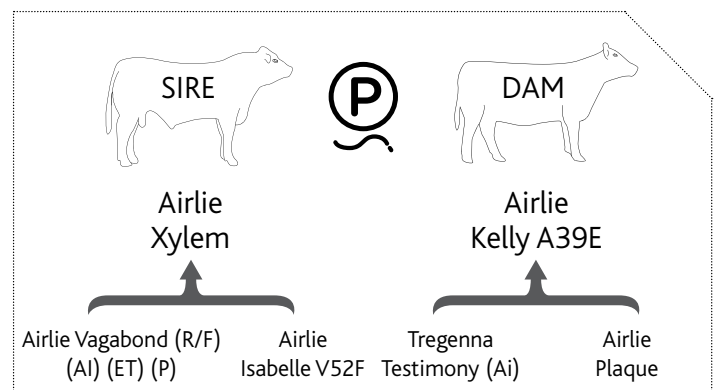 SIRE
P
DAM
Airlie
Xylem
Airlie
Kelly A39E
Airlie Vagabond (R/F)
(AI) (ET) (P)
Airlie
Isabelle V52F
Tregenna
Testimony (Ai)
Airlie
Plaque